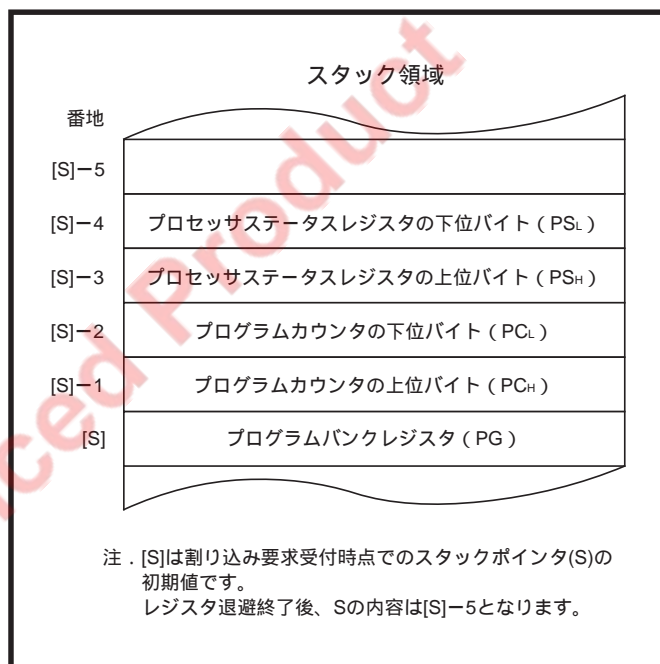 スタック領域
番地
[S]ー5
[S]ー4 プロセッサステータスレジスタの下位バイト（PSL）
[S]ー3 プロセッサステータスレジスタの上位バイト（PSH）
[S]ー2 プログラムカウンタの下位バイト（PCL）
[S]ー1 プログラムカウンタの上位バイト（PCH）
[S] プログラムバンクレジスタ（PG）
注．[S]は割り込み要求受付時点でのスタックポインタ(S)の
初期値です。
レジスタ退避終了後、Sの内容は[S]ー5となります。
ced Product